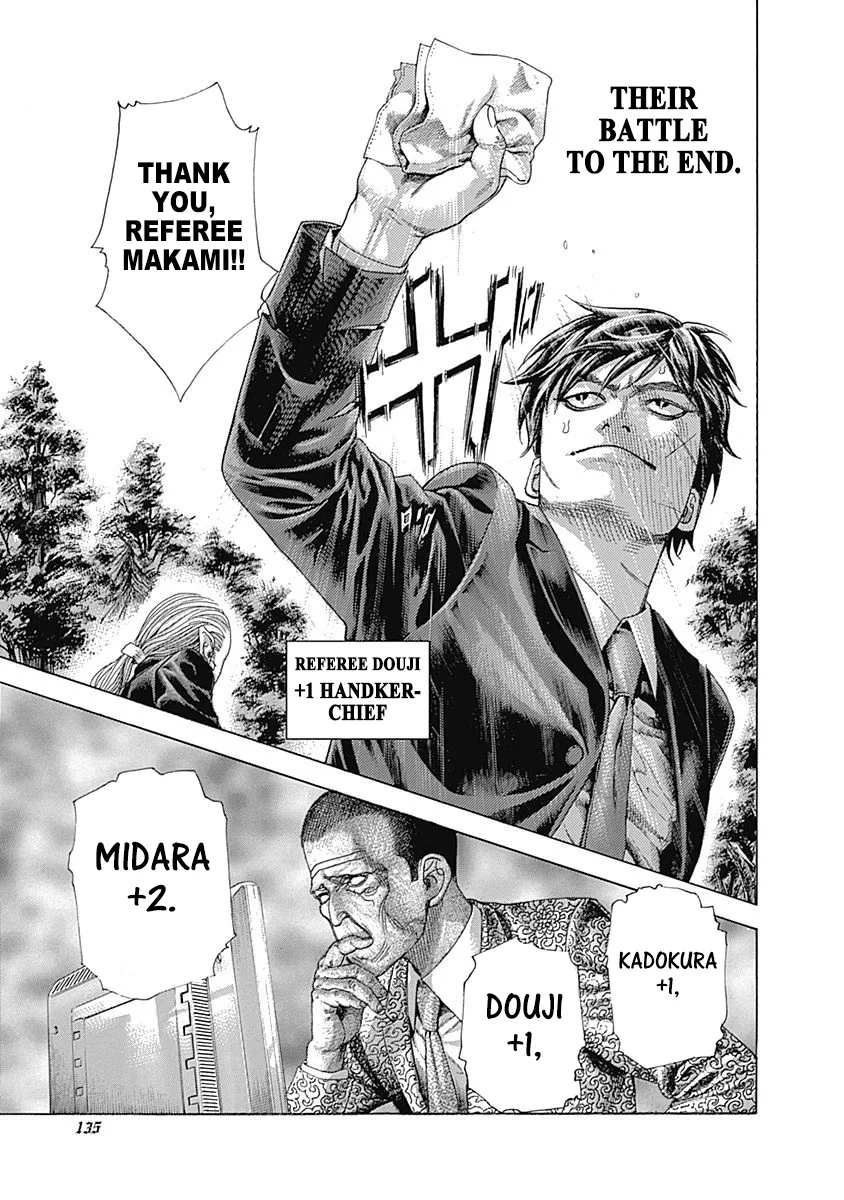 THEIR
BATTLE
TO THE END.
THANK
YOU,
REFEREE
MAKAMI!!
REFEREE DOUJI
+1 HANDKER-
CHIEF
KADOKURA
+1,
DOUJI
+1,
MIDARA
+2.
135